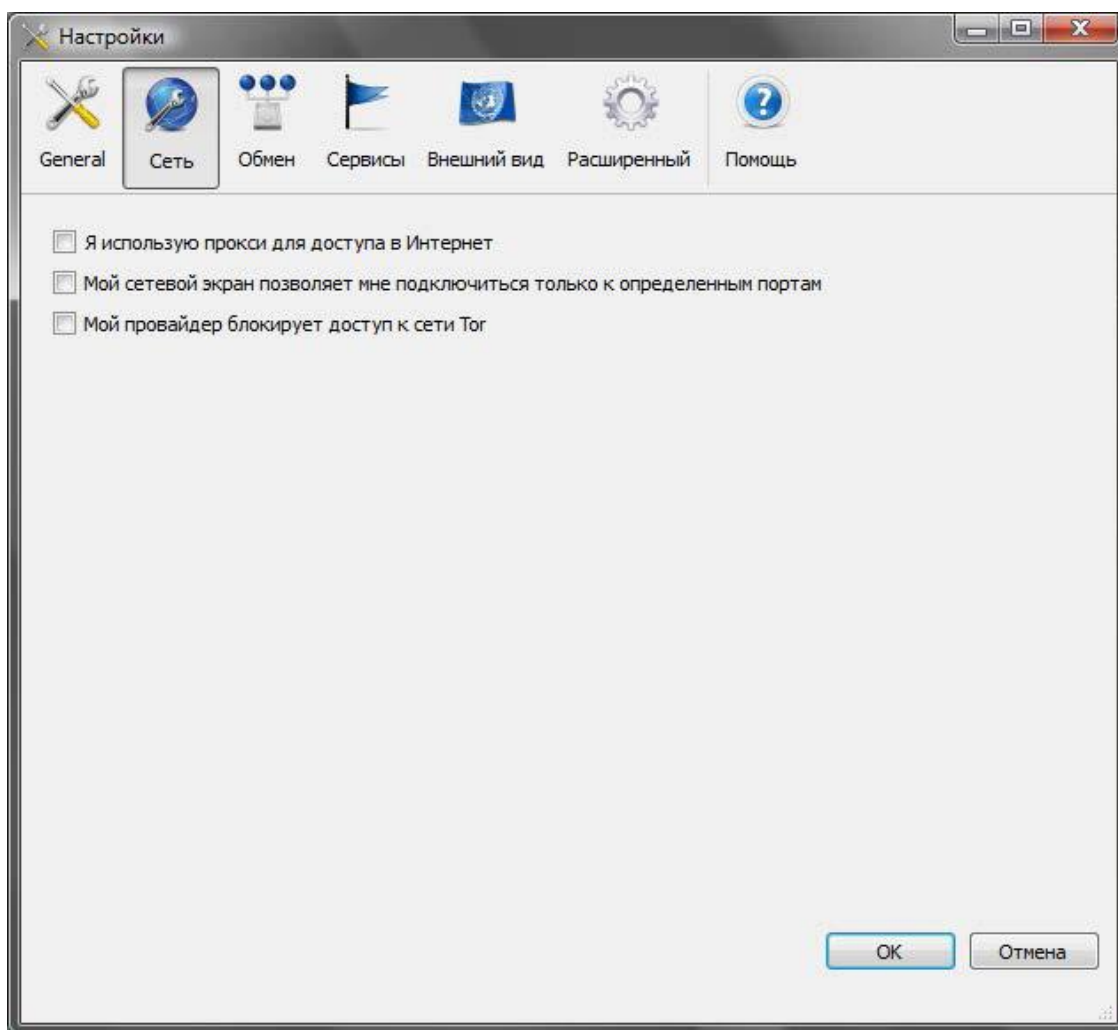 Настройки
General Сеть Обмен Сервисы Внешний вид Расширенный Помощь
Я использую прокси для доступа в Интернет
Мой сетевой экран позволяет мне подключиться только к определенным портам
Мой провайдер блокирует доступ к сети Tor
OK Отмена